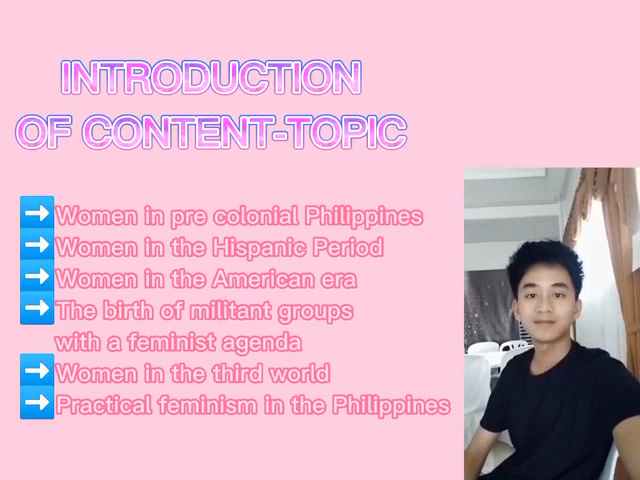 INTRODUCTION
OF CONTENT-TOPIC
➡Women in pre colonial Philippines
➡Women in the Hispanic Period
➡Women in the American era
➡The birth of militant groups
with a feminist agenda
➡Women in the third world
➡Practical feminism in the Philippines